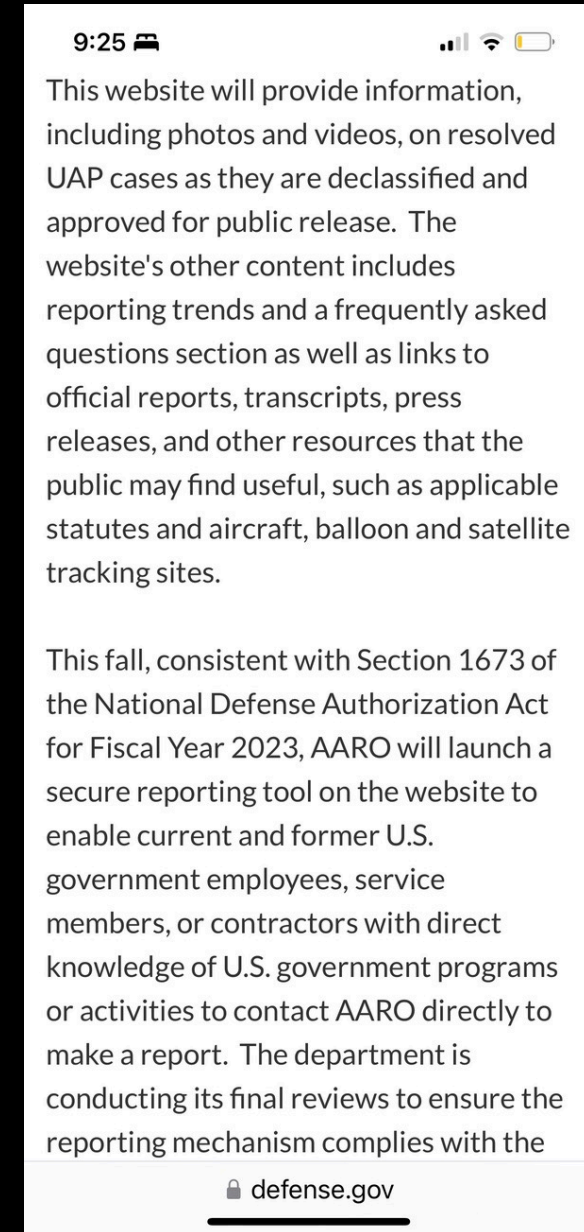 9:25
This website will provide information,
including photos and videos, on resolved
UAP cases as they are declassified and
approved for public release.  The
website's other content includes
reporting trends and a frequently asked
questions section as well as links to
official reports, transcripts, press
releases, and other resources that the
public may find useful, such as applicable
statutes and aircraft, balloon and satellite
tracking sites.
This fall, consistent with Section 1673 of
the National Defense Authorization Act
for Fiscal Year 2023, AARO will launch a
secure reporting tool on the website to
enable current and former U.S.
government employees, service
members, or contractors with direct
knowledge of U.S. government programs
or activities to contact AARO directly to
make a report.  The department is
conducting its final reviews to ensure the
reporting mechanism complies with the
defense.gov